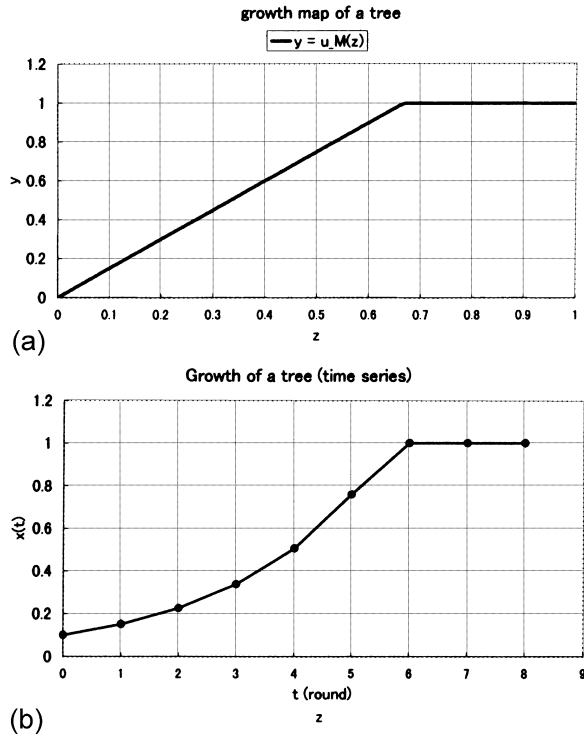 growth map of a tree
y = u_M(z)
1.2
1
0.8
0.6
0.4
0.2
0
y
0 0.1 0.2 0.3 0.4 0.5 0.6 0.7 0.8 0.9 1
z
(a)
Growth of a tree (time series)
1.2
1
0.8
0.6
0.4
0.2
0
x(t)
0 1 2 3 4 5 6 7 8 9
t (round)
z
(b)